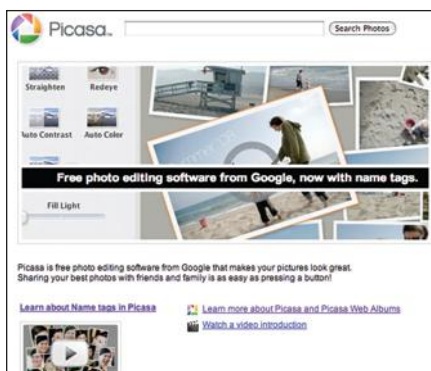 Picasa™
Search Photos
Straighten Redeye
Auto Contrast Auto Color
Free photo editing software from Google, now with name tags.
Fill Light
Picasa is free photo editing software from Google that makes your pictures look great.
Sharing your best photos with friends and family is as easy as pressing a button!
Learn about Name tags in Picasa
Learn more about Picasa and Picasa Web Albums
Watch a video introduction